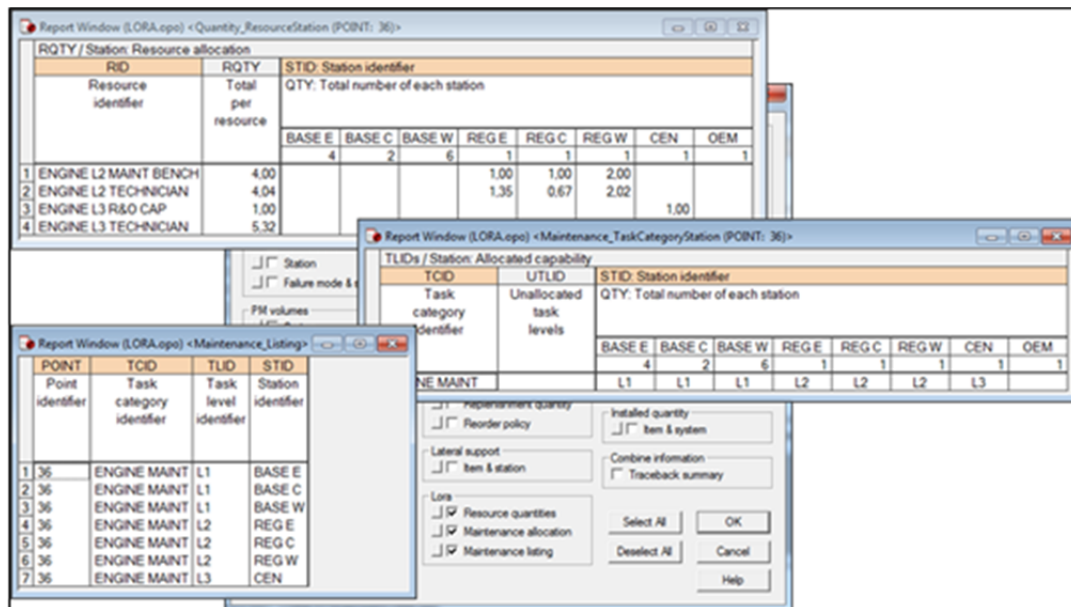 Report Window (LORA.opo) <Quantity_ResourceStation (POINT: 36)>
RQTY / Station: Resource allocation
RID RQTY STID: Station identifier
Resource Total QTY: Total number of each station
identifier per
resource
BASE E BASE C BASE W REG E REG C REG W CEN OEM
4 2 6 1 1 1 1 1
1 ENGINE L2 MAINT BENCH 4,00 1,00 1,00 2,00
2 ENGINE L2 TECHNICIAN 4,04 1,35 0,67 2,02
3 ENGINE L3 R&O CAP 1,00 1,00
4 ENGINE L3 TECHNICIAN 5,32
Report Window (LORA.opo) <Maintenance_TaskCategoryStation (POINT: 36)>
TLIDs / Station: Allocated capability
TCID UTLID STID: Station identifier
Task Unallocated QTY: Total number of each station
category task
identifier levels
BASE E BASE C BASE W REG E REG C REG W CEN OEM
4 2 6 1 1 1 1 1
NE MAINT L1 L1 L1 L2 L2 L2 L3
Station
Failure mode &
PM volumes
Report Window (LORA.opo) <Maintenance_Listing>
POINT TCID TLID STID
Point Task Task Station
identifier category level identifier
identifier identifier
1 36 ENGINE MAINT L1 BASE E
2 36 ENGINE MAINT L1 BASE C
3 36 ENGINE MAINT L1 BASE W
4 36 ENGINE MAINT L2 REG E
5 36 ENGINE MAINT L2 REG C
6 36 ENGINE MAINT L2 REG W
7 36 ENGINE MAINT L3 CEN
Replenishment quantity
Reorder policy
Lateral support
Item & station
Lora
Resource quantities
Maintenance allocation
Maintenance listing
Installed quantity
Item & system
Combine information
Traceback summary
Select All OK
Deselect All Cancel
Help